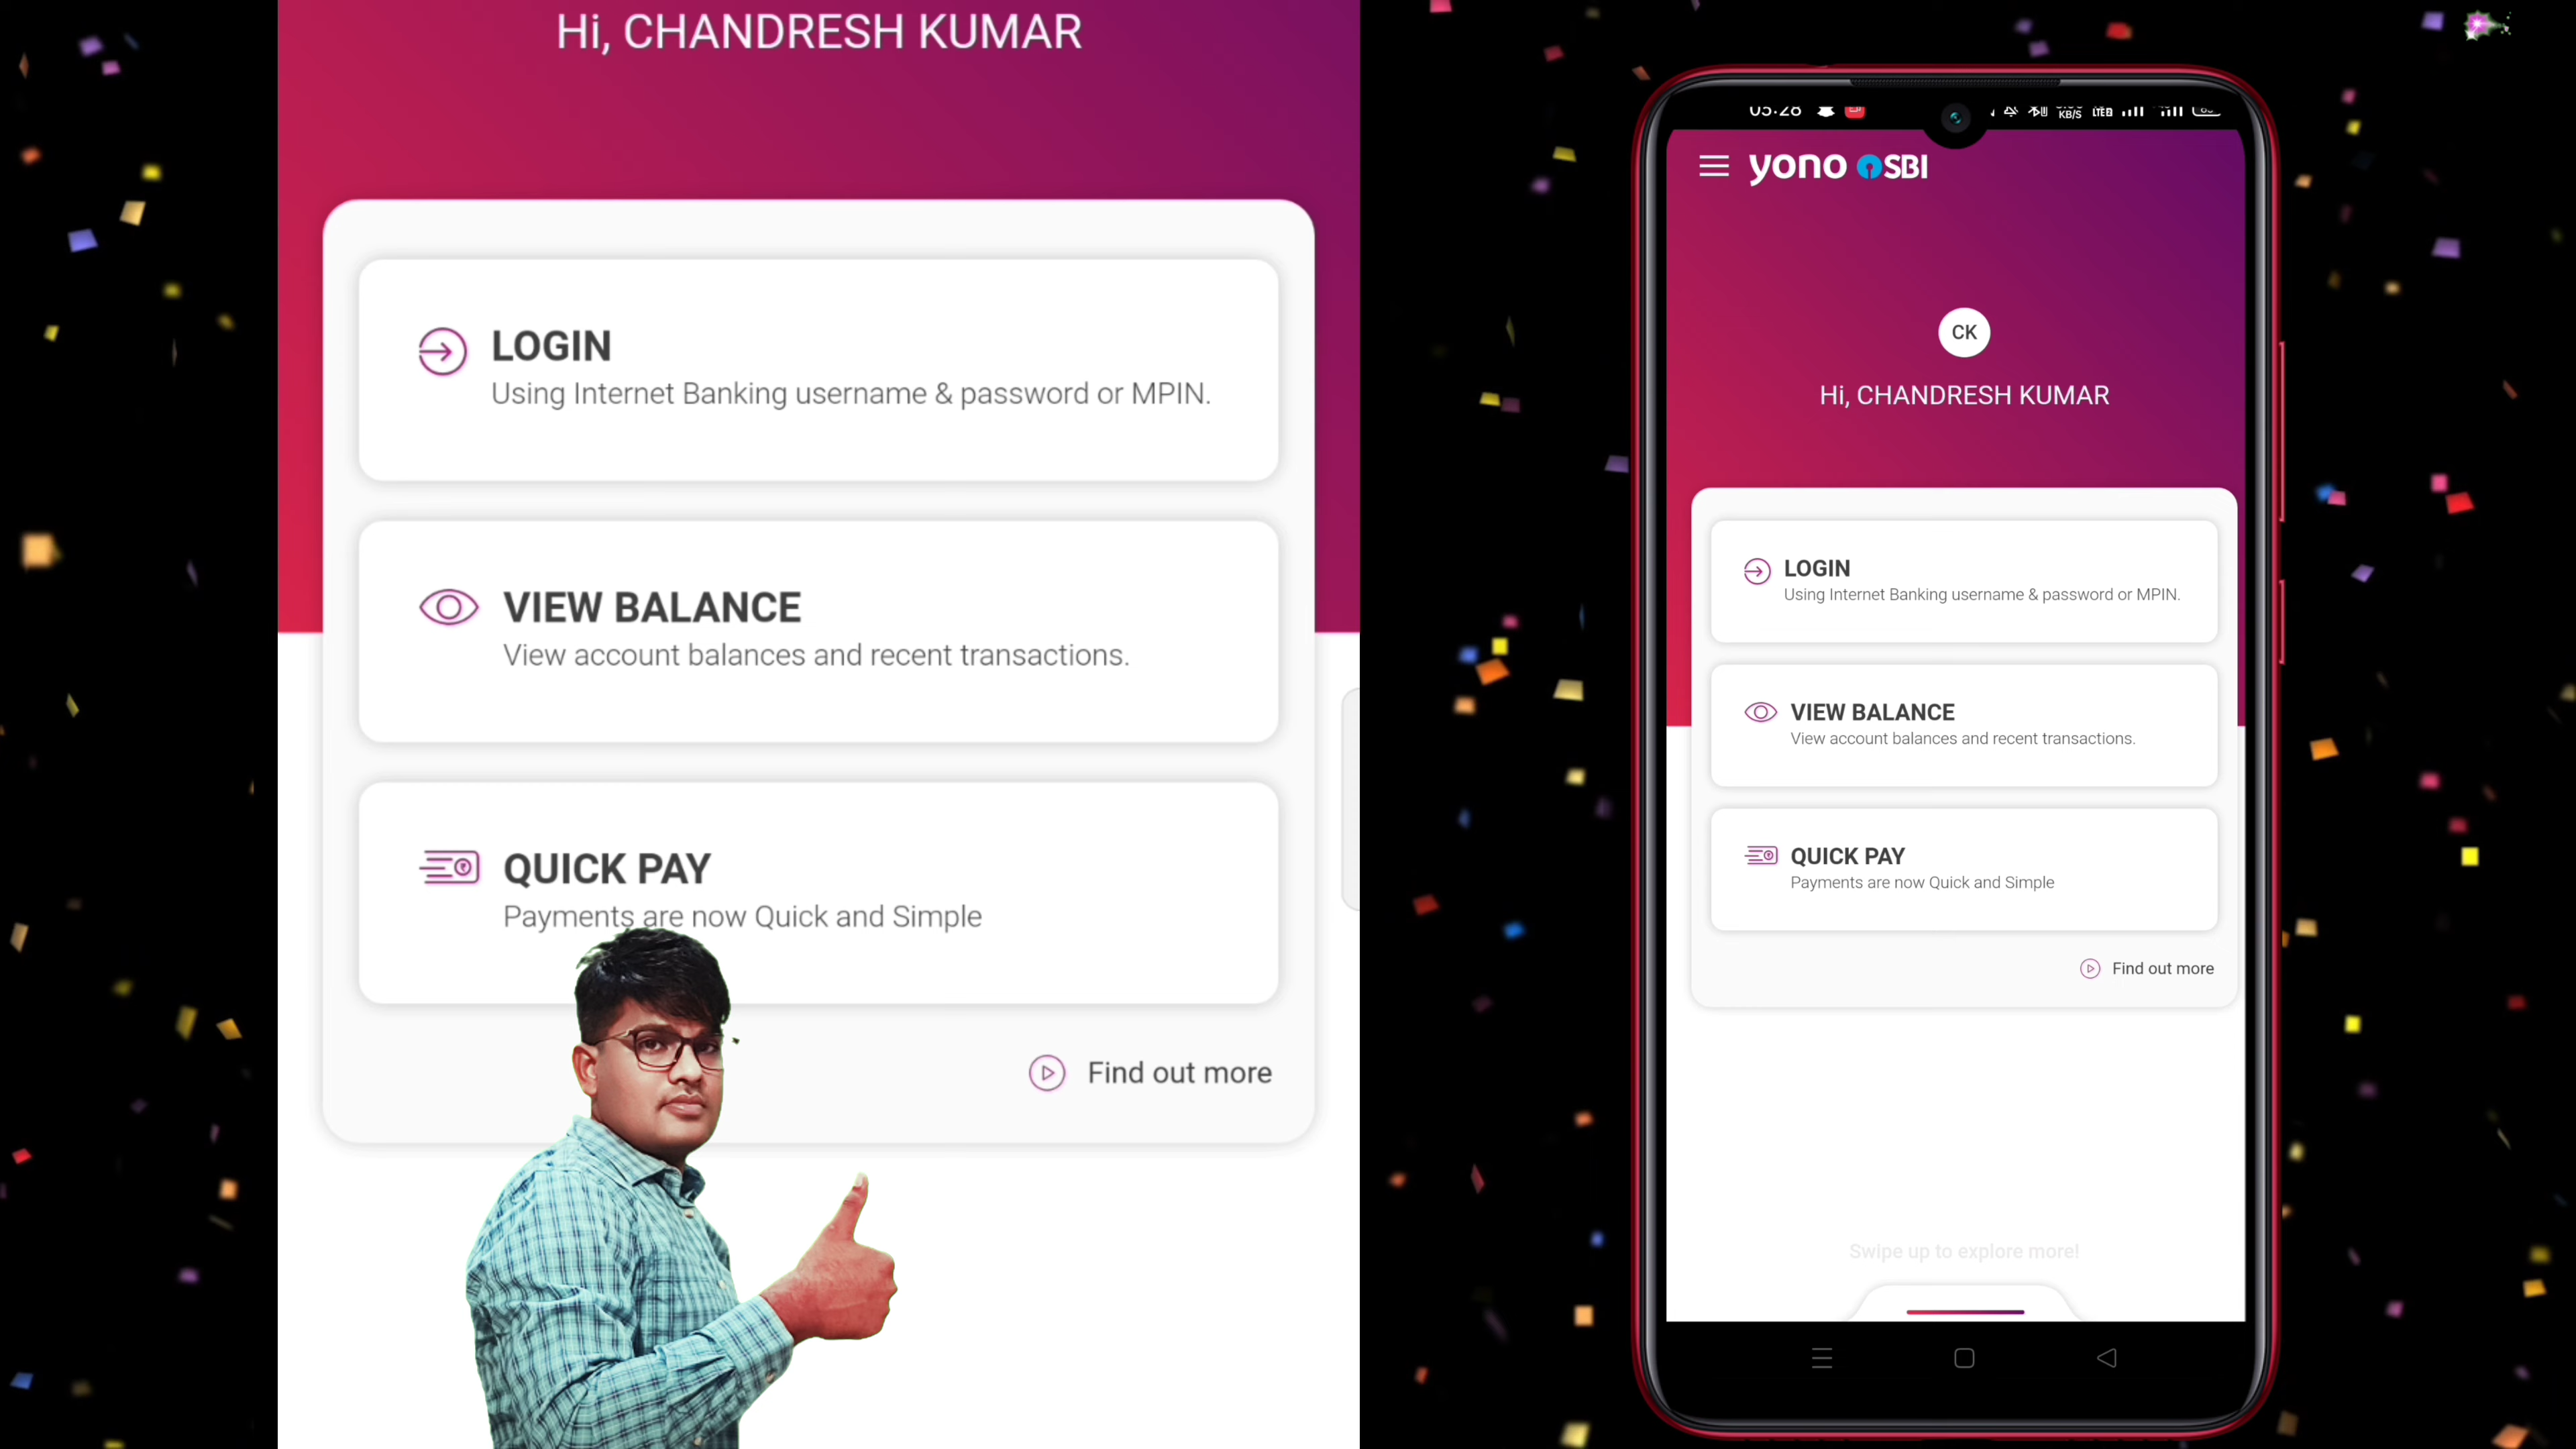 Hi, CHANDRESH KUMAR
LOGIN
Using Internet Banking username & password or MPIN.
VIEW BALANCE
View account balances and recent transactions.
QUICK PAY
Payments are now Quick and Simple
Find out more
05:28
KB/S
yono SBI
CK
Hi, CHANDRESH KUMAR
LOGIN
Using Internet Banking username & password or MPIN.
VIEW BALANCE
View account balances and recent transactions.
QUICK PAY
Payments are now Quick and Simple
Find out more
Swipe up to explore more!